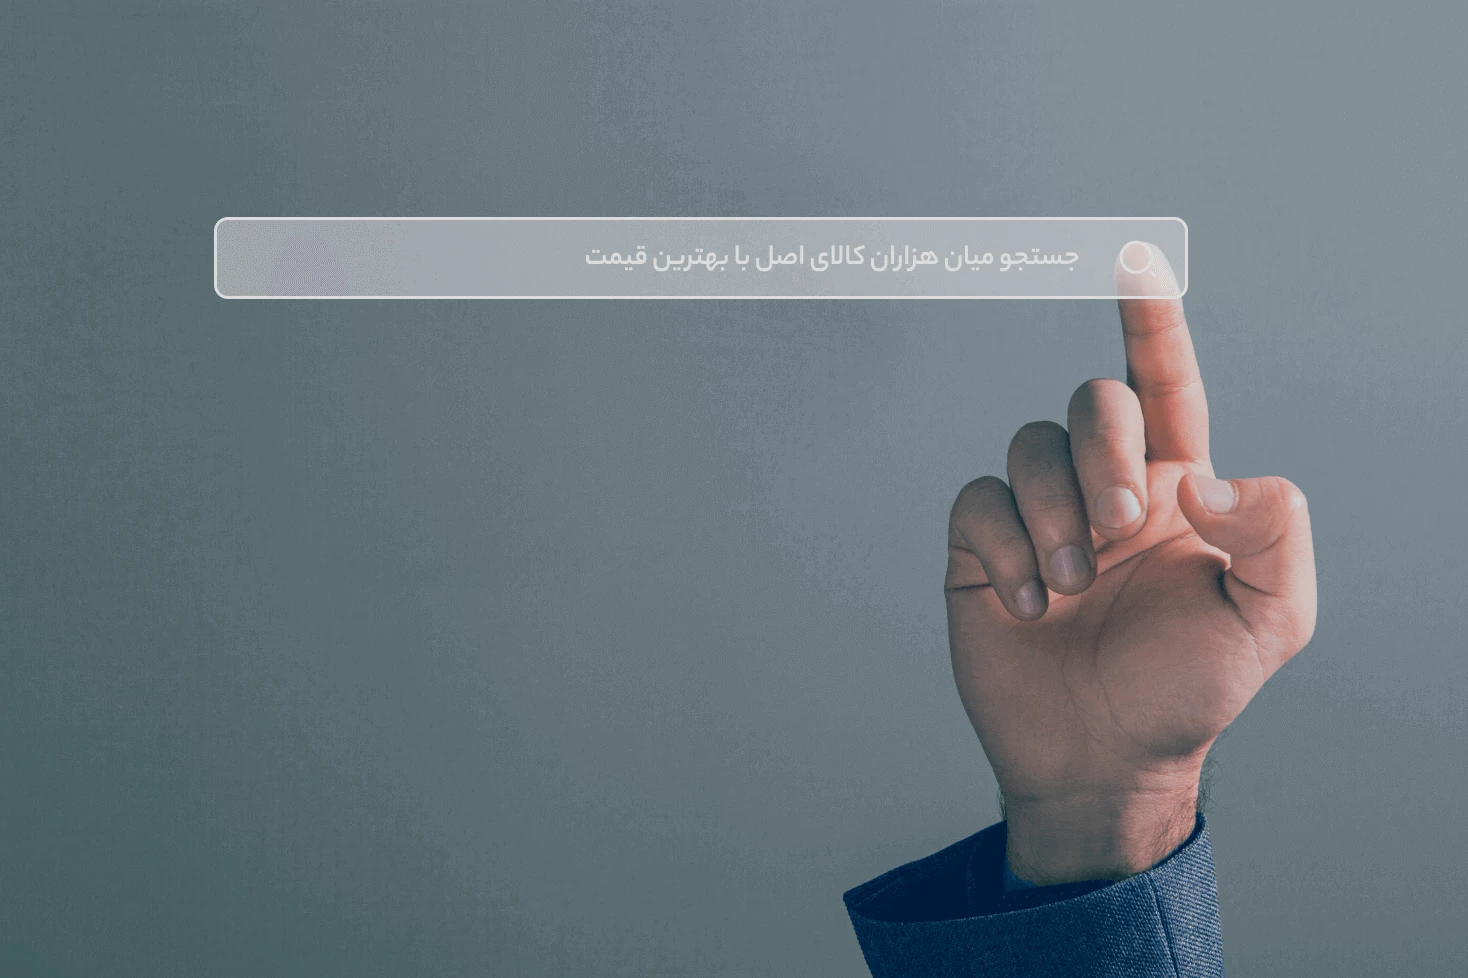 جستجو میان هزاران کالای اصل با بهترین قیمت